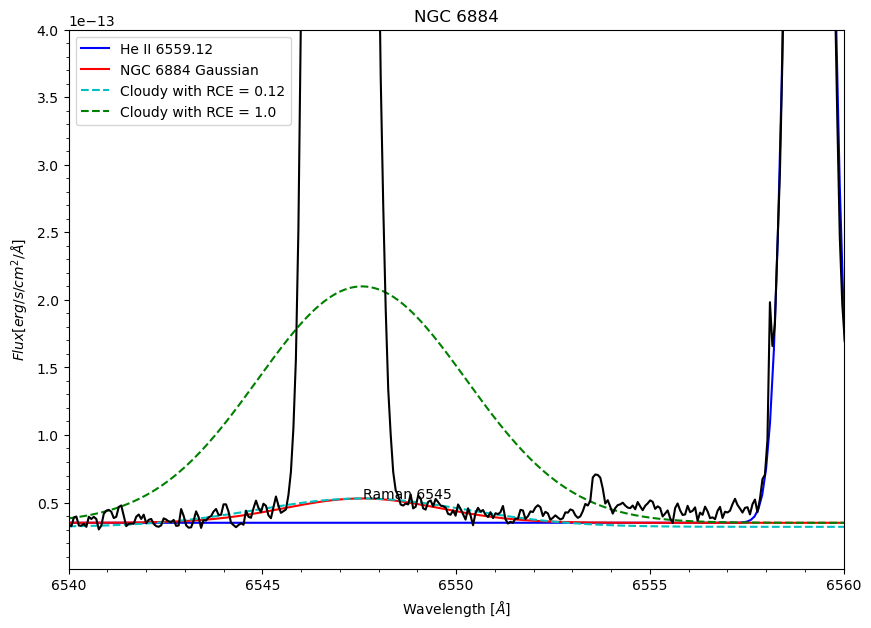 NGC 6884
1e−13
4.0
3.5
3.0
2.5
2.0
1.5
1.0
0.5
Flux[erg/s/cm²/Å]
He II 6559.12
NGC 6884 Gaussian
Cloudy with RCE = 0.12
Cloudy with RCE = 1.0
Raman 6545
6540
6545
6550
6555
6560
Wavelength [Å]